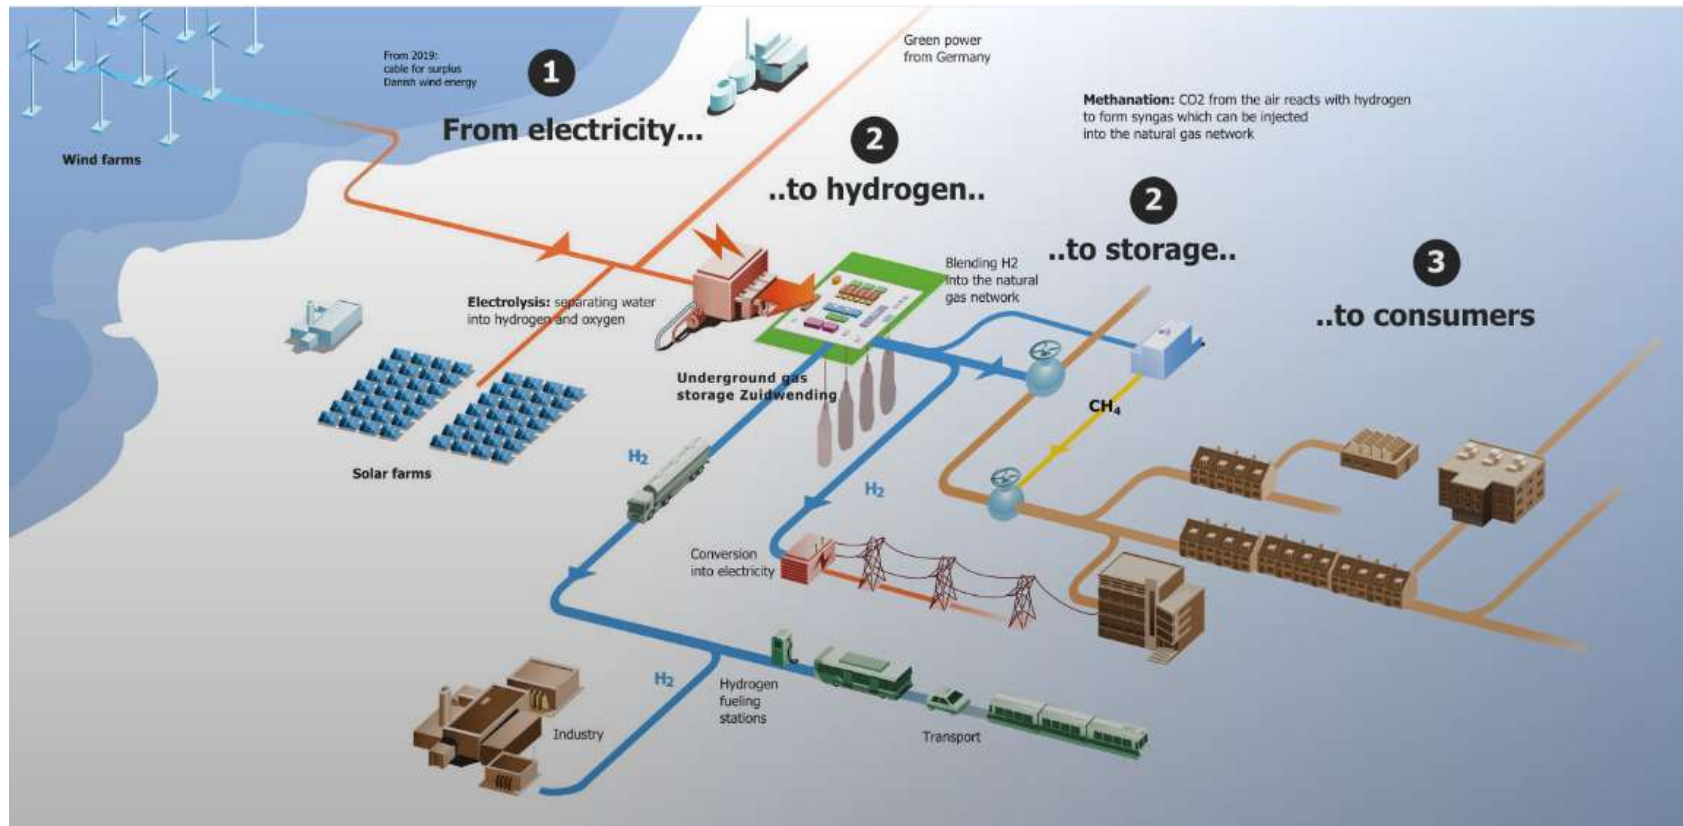 From 2019:
cable for surplus
Danish wind energy
1
From electricity...
Wind farms
Green power
from Germany
2
..to hydrogen..
Methanation: CO2 from the air reacts with hydrogen
to form syngas which can be injected
into the natural gas network
2
..to storage..
3
..to consumers
Electrolysis: separating water
into hydrogen and oxygen
Blending H2
into the natural
gas network
Underground gas
storage Zuidwending
Solar farms
CH₄
H₂
H₂
Conversion
into electricity
H₂
Hydrogen
fueling
stations
Industry
Transport